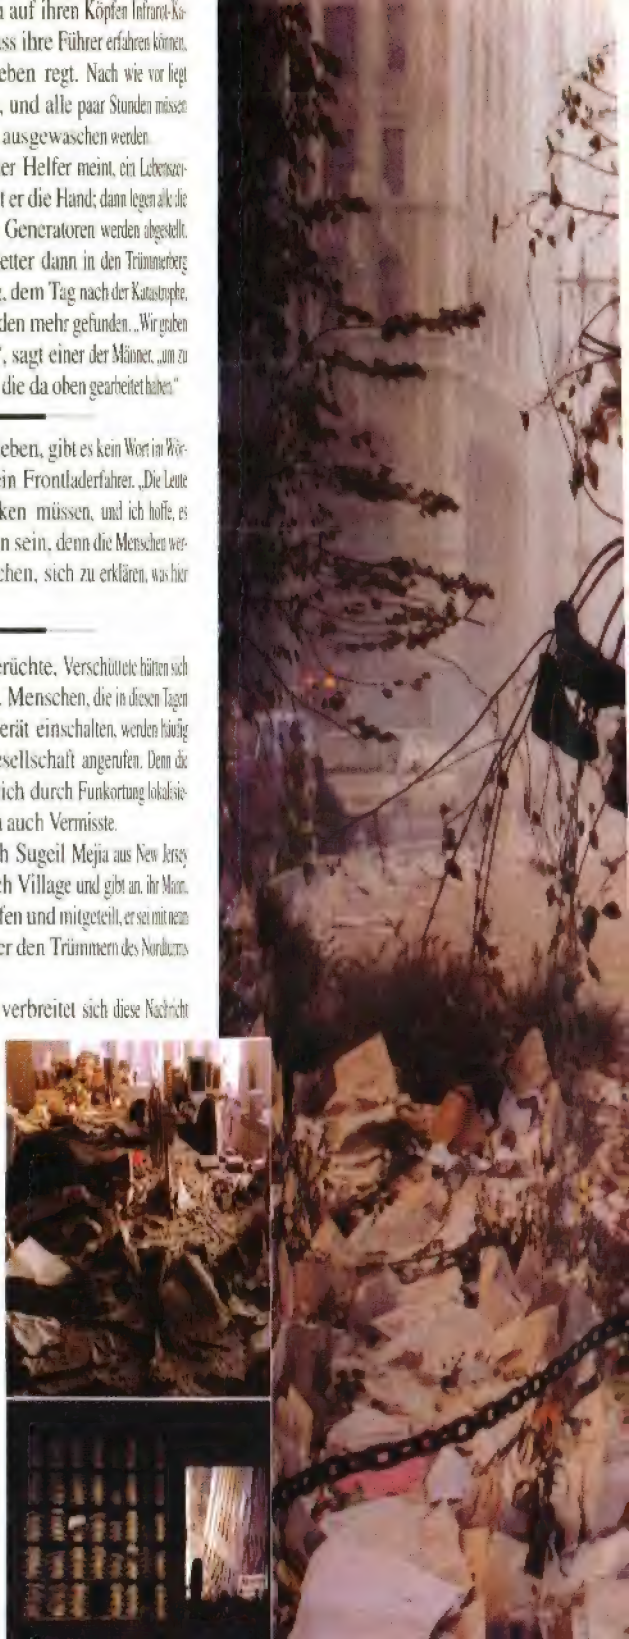 auf ihren Köpfen Infrarot-Ka-
ss ihre Führer erfahren können,
eben regt. Nach wie vor liegt
, und alle paar Stunden müssen
ausgewaschen werden.
er Helfer meint, ein Lebenszei-
t er die Hand; dann legen alle die
Generatoren werden abgestellt.
etter dann in den Trümmerberg
, dem Tag nach der Katastrophe,
den mehr gefunden. „Wir graben
", sagt einer der Männer, „um zu
die da oben gearbeitet haben."
eben, gibt es kein Wort im Wör-
ein Frontladerfahrer. „Die Leute
ken müssen, und ich hoffe, es
n sein, denn die Menschen wer-
chen, sich zu erklären, was hier
erüchte, Verschüttete hätten sich
. Menschen, die in diesen Tagen
erät einschalten, werden häufig
esellschaft angerufen. Denn die
ich durch Funkortung lokalisie-
n auch Vermisste.
h Sugeil Mejia aus New Jersey
ch Village und gibt an, ihr Mann,
fen und mitgeteilt, er sei mit neun
er den Trümmern des Nordturms
verbreitet sich diese Nachricht